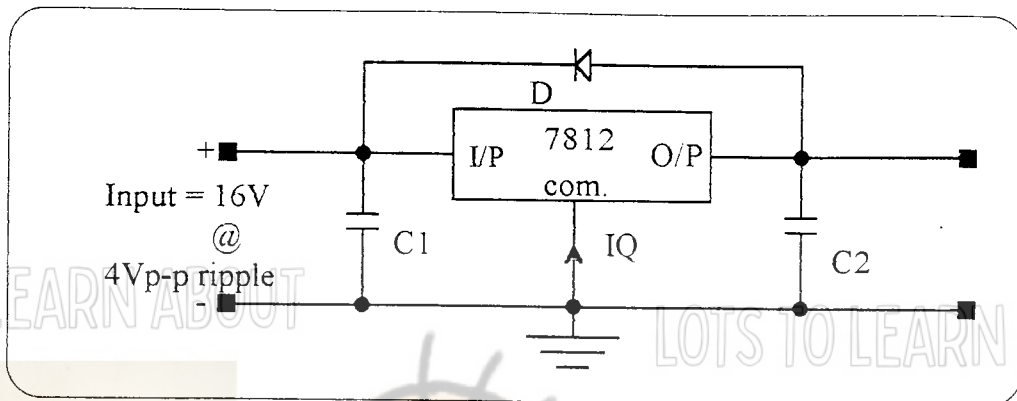 D
7812
I/P
O/P
com.
+
Input = 16V
@
4Vp-p ripple
-
C1
IQ
C2
LEARN ABOUT
LOTS TO LEARN